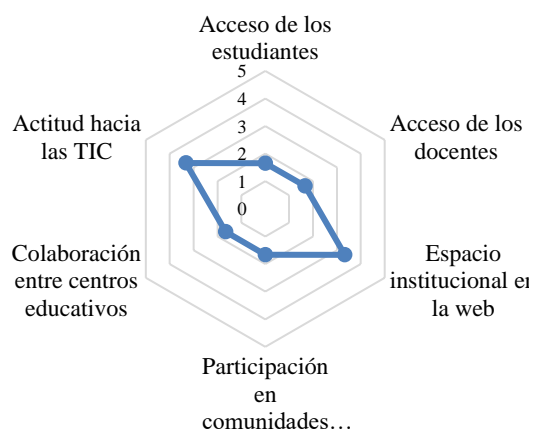 Acceso de los
estudiantes
5
4
3
2
1
0
Acceso de los
docentes
Espacio
institucional en
la web
Participación
en
comunidades…
Colaboración
entre centros
educativos
Actitud hacia
las TIC